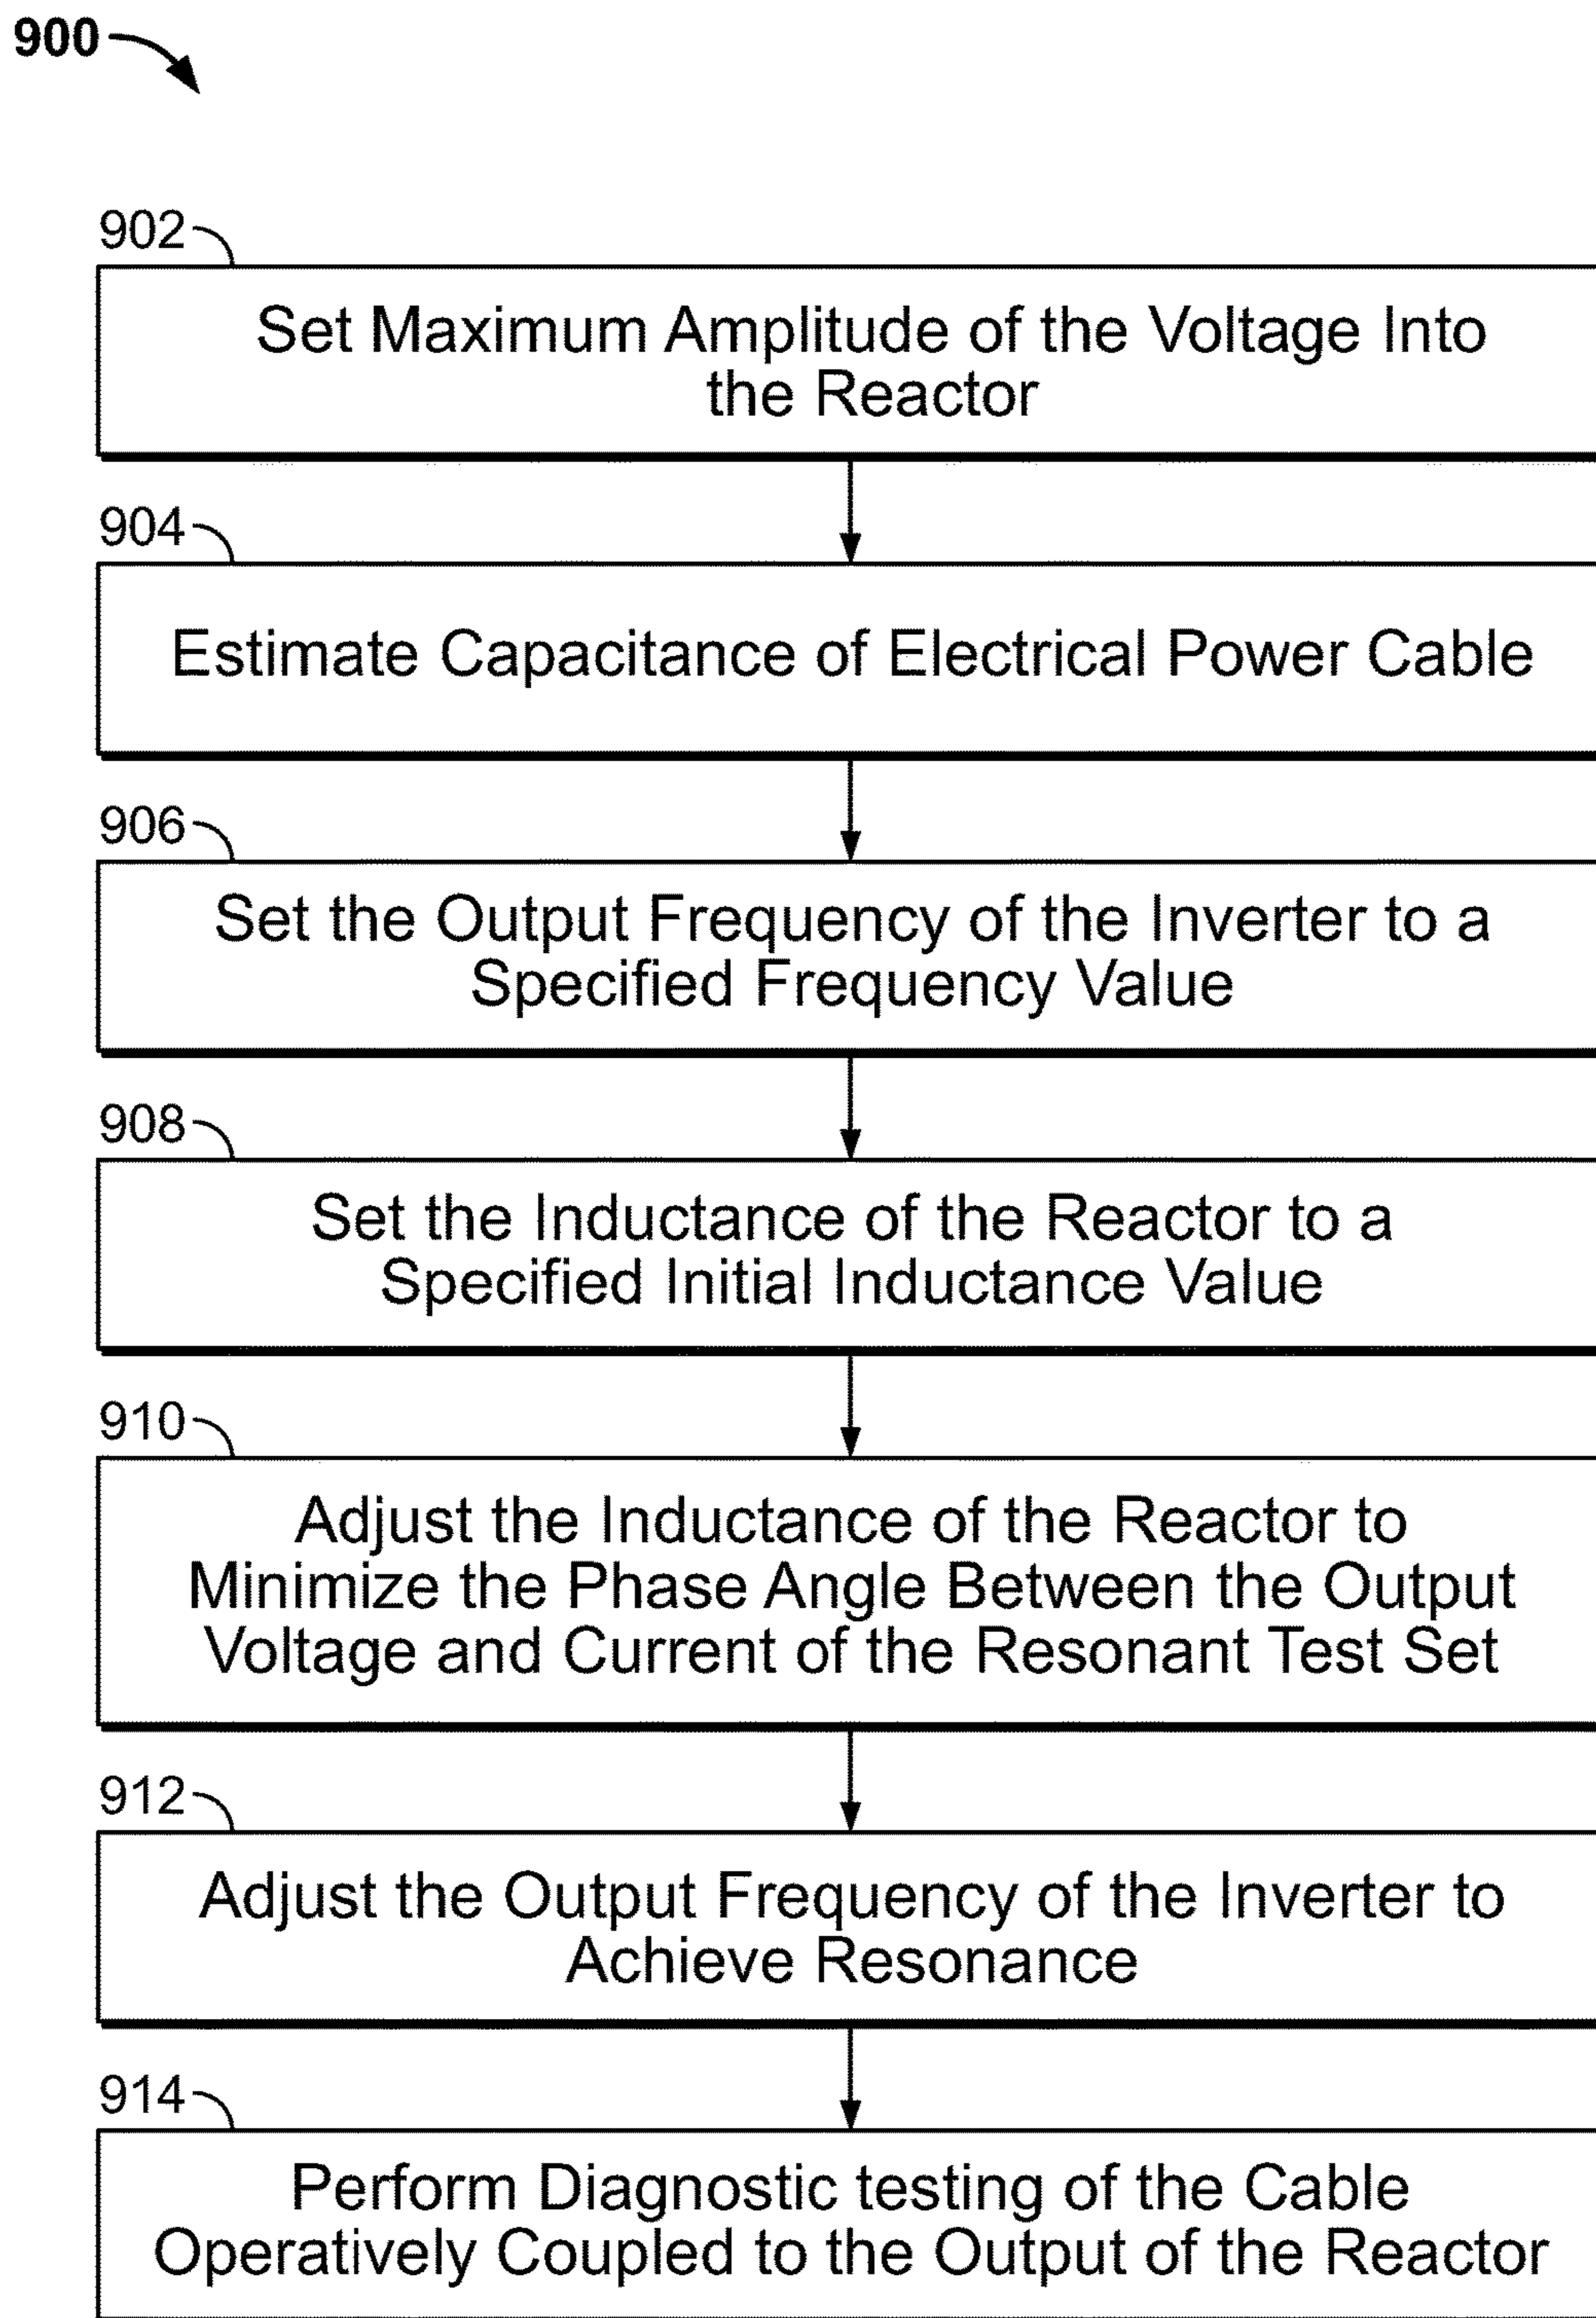 900
902
Set Maximum Amplitude of the Voltage Into
the Reactor
904
Estimate Capacitance of Electrical Power Cable
906
Set the Output Frequency of the Inverter to a
Specified Frequency Value
908
Set the Inductance of the Reactor to a
Specified Initial Inductance Value
910
Adjust the Inductance of the Reactor to
Minimize the Phase Angle Between the Output
Voltage and Current of the Resonant Test Set
912
Adjust the Output Frequency of the Inverter to
Achieve Resonance
914
Perform Diagnostic testing of the Cable
Operatively Coupled to the Output of the Reactor